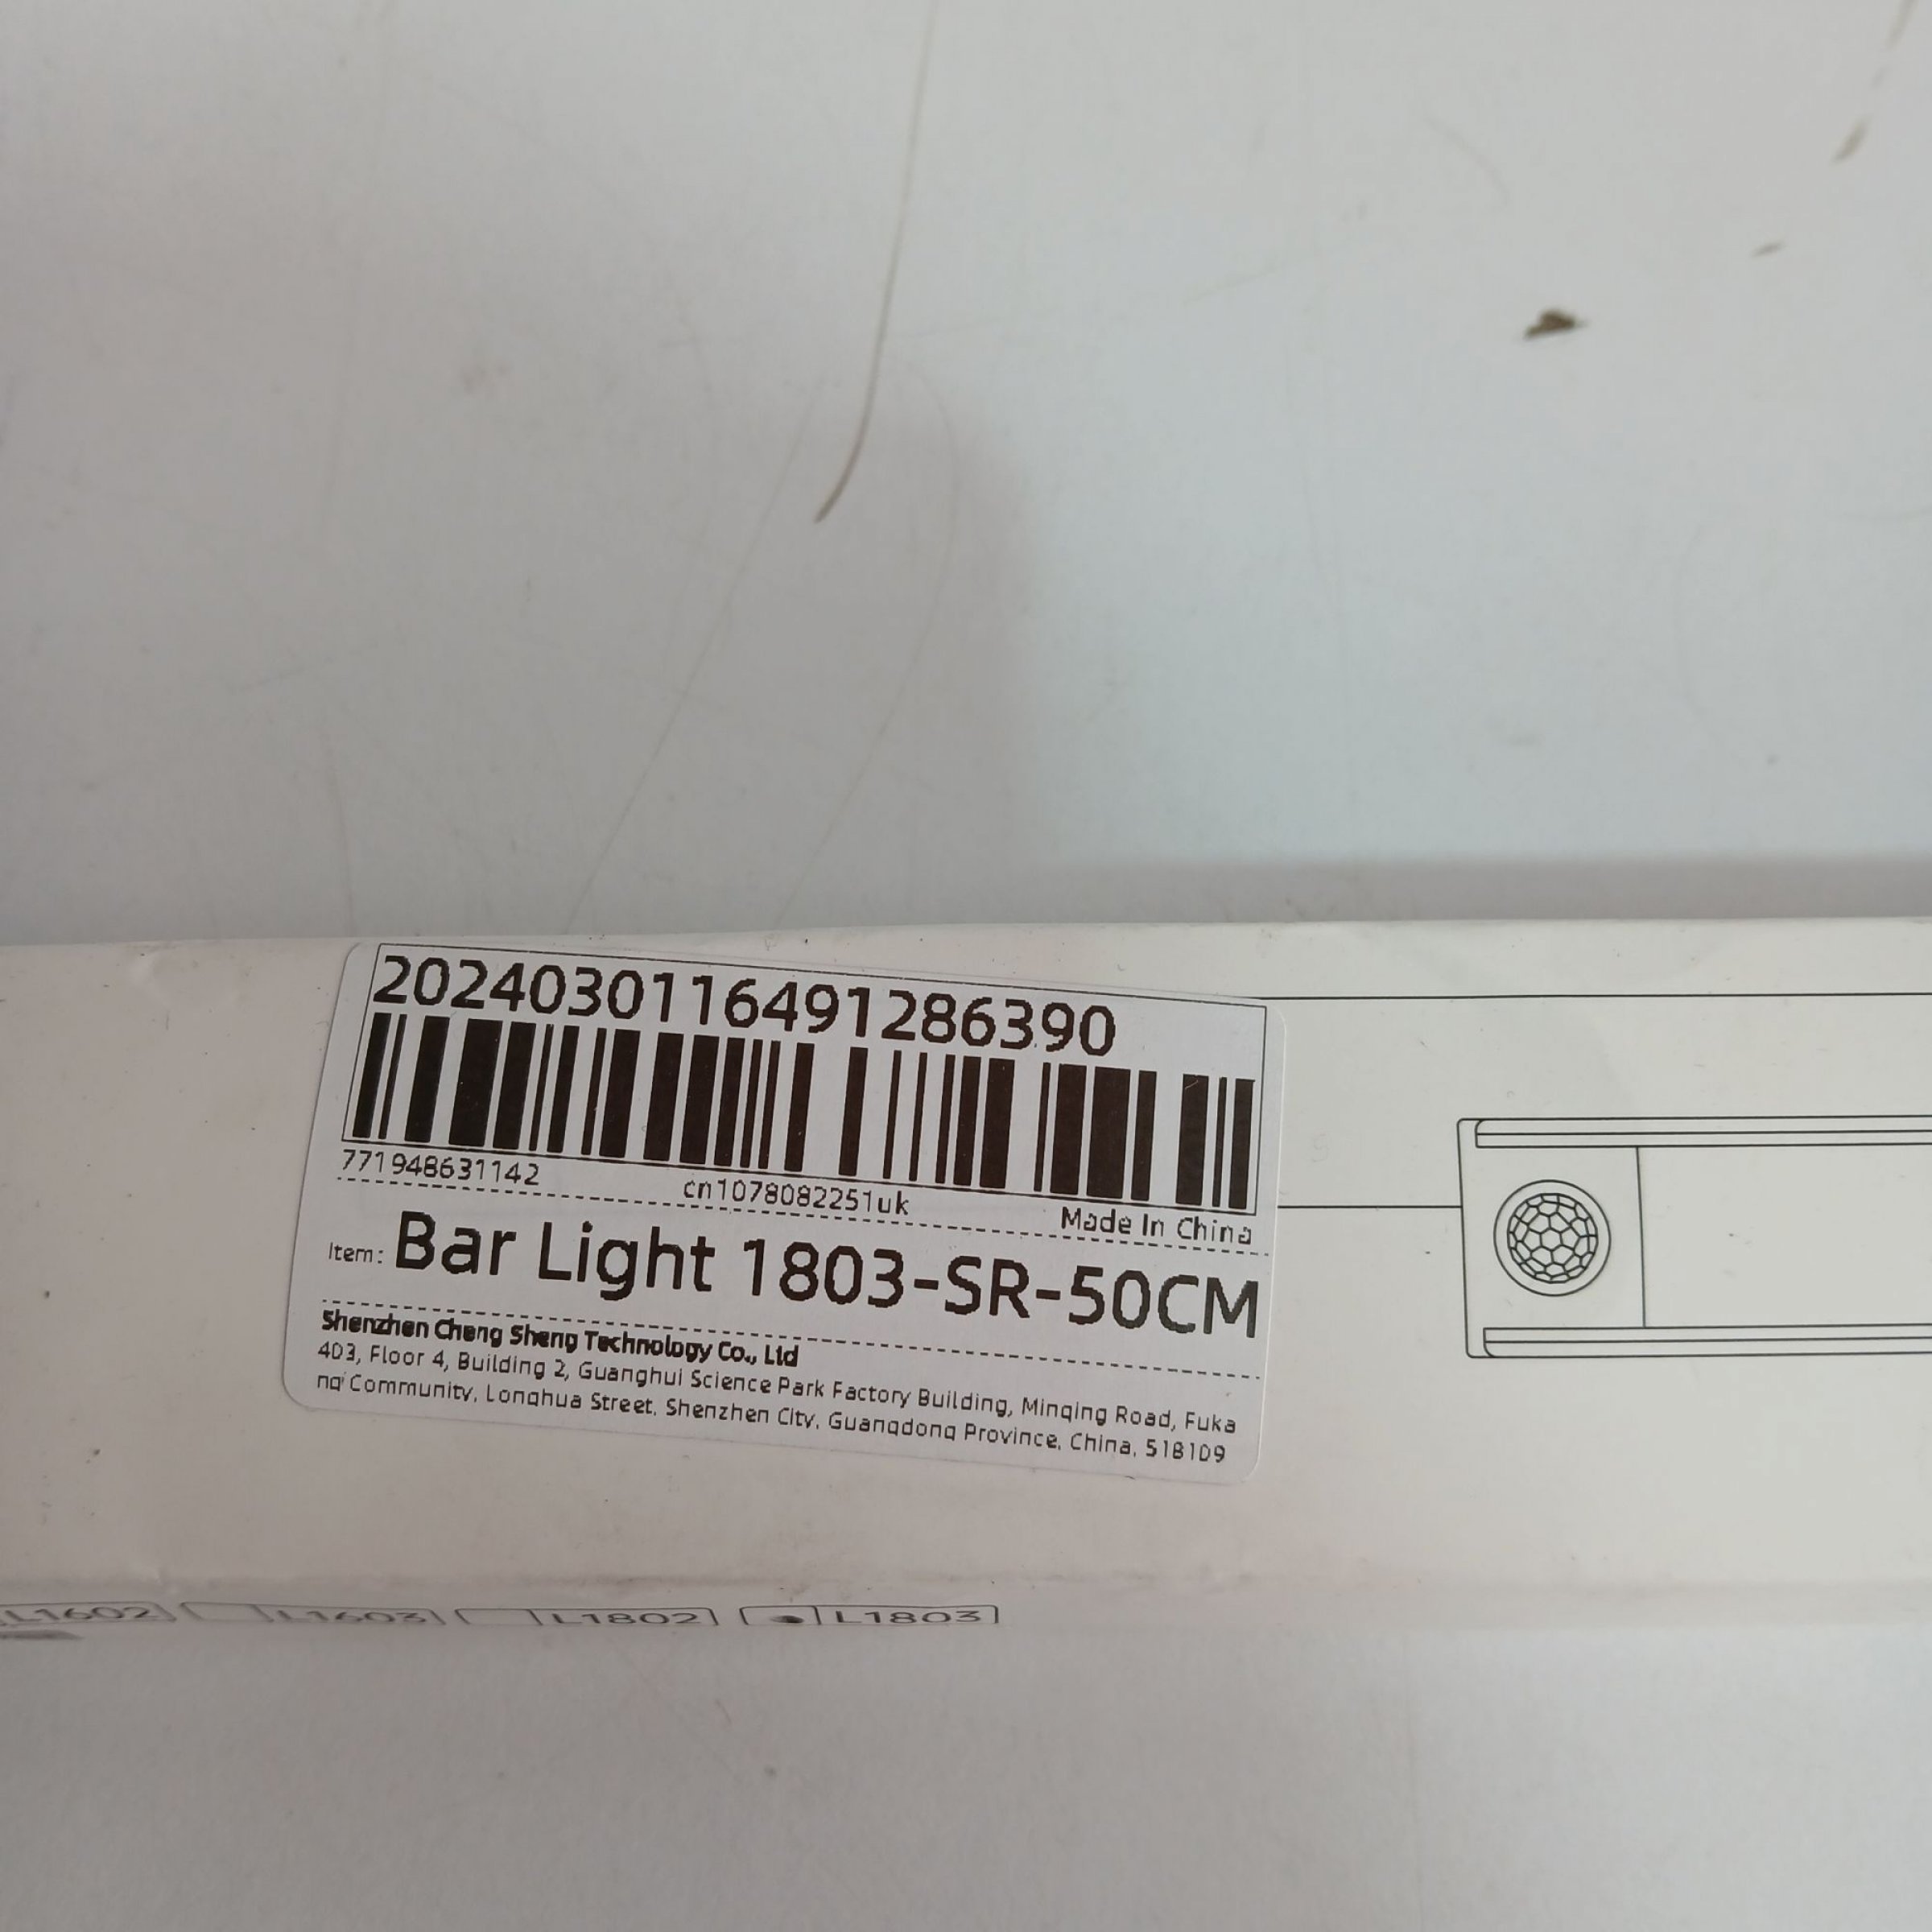 2024030116491286390
771948631142 cn1078082251uk Made In China
Item: Bar Light 1803-SR-50CM
Shenzhen Cheng Sheng Technology Co., Ltd
403, Floor 4, Building 2, Guanghui Science Park Factory Building, Minqing Road, Fuka
ng Community, Longhua Street, Shenzhen City, Guangdong Province, China, 518109
L1602 L1603 L1802 L1803